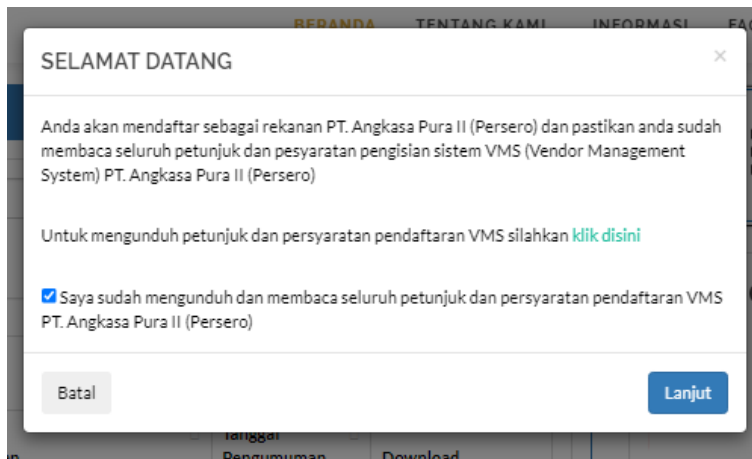 BERANDA TENTANG KAMI INFORMASI
SELAMAT DATANG ×
Anda akan mendaftar sebagai rekanan PT. Angkasa Pura II (Persero) dan pastikan anda sudah
membaca seluruh petunjuk dan pesyaratan pengisian sistem VMS (Vendor Management
System) PT. Angkasa Pura II (Persero)
Untuk mengunduh petunjuk dan persyaratan pendaftaran VMS silahkan klik disini
Saya sudah mengunduh dan membaca seluruh petunjuk dan persyaratan pendaftaran VMS
PT. Angkasa Pura II (Persero)
Batal Lanjut
Tanggal
Pengumuman Download